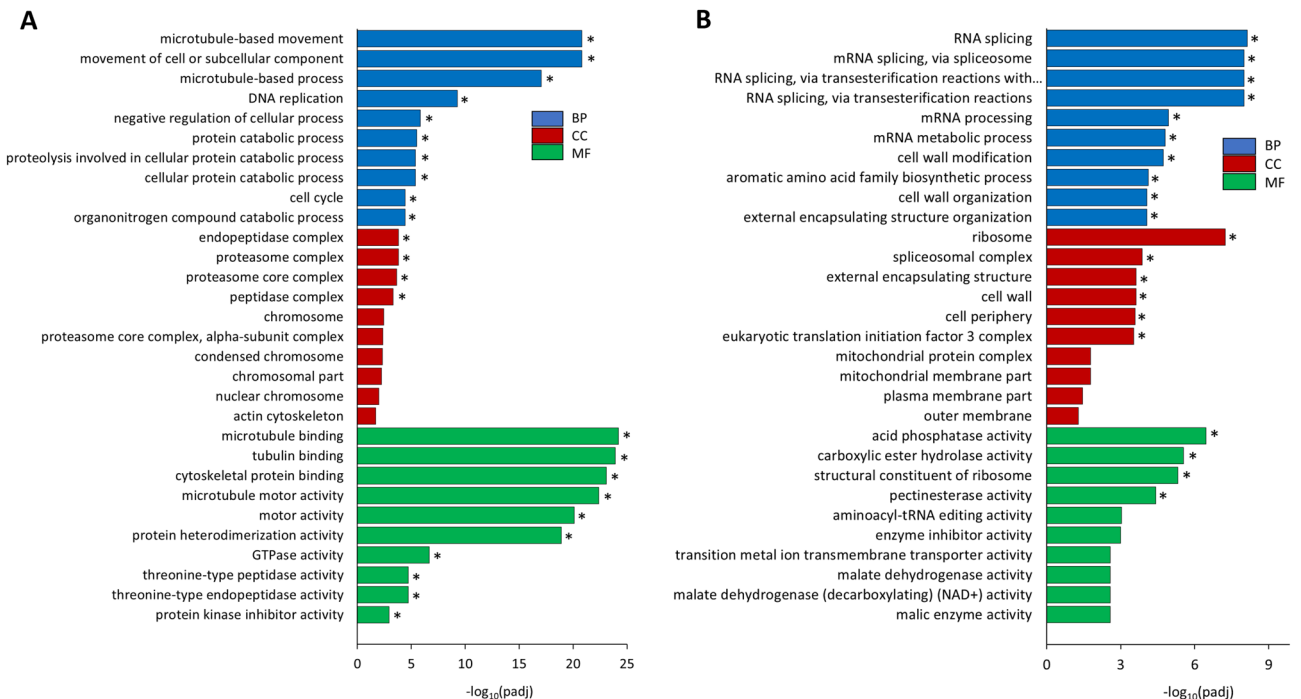 A
microtubule-based movement *
movement of cell or subcellular component *
microtubule-based process *
DNA replication *
negative regulation of cellular process *
protein catabolic process *
proteolysis involved in cellular protein catabolic process *
cellular protein catabolic process *
cell cycle *
organonitrogen compound catabolic process *
endopeptidase complex *
proteasome complex *
proteasome core complex *
peptidase complex *
chromosome
proteasome core complex, alpha-subunit complex
condensed chromosome
chromosomal part
nuclear chromosome
actin cytoskeleton
microtubule binding *
tubulin binding *
cytoskeletal protein binding *
microtubule motor activity *
motor activity *
protein heterodimerization activity *
GTPase activity *
threonine-type peptidase activity *
threonine-type endopeptidase activity *
protein kinase inhibitor activity *
BP
CC
MF
0 5 10 15 20 25
-log10(padj)
B
RNA splicing *
mRNA splicing, via spliceosome *
RNA splicing, via transesterification reactions with... *
RNA splicing, via transesterification reactions *
mRNA processing *
mRNA metabolic process *
cell wall modification *
aromatic amino acid family biosynthetic process *
cell wall organization *
external encapsulating structure organization *
ribosome *
spliceosomal complex *
external encapsulating structure *
cell wall *
cell periphery *
eukaryotic translation initiation factor 3 complex *
mitochondrial protein complex
mitochondrial membrane part
plasma membrane part
outer membrane
acid phosphatase activity *
carboxylic ester hydrolase activity *
structural constituent of ribosome *
pectinesterase activity *
aminoacyl-tRNA editing activity
enzyme inhibitor activity
transition metal ion transmembrane transporter activity
malate dehydrogenase activity
malate dehydrogenase (decarboxylating) (NAD+) activity
malic enzyme activity
BP
CC
MF
0 3 6 9
-log10(padj)